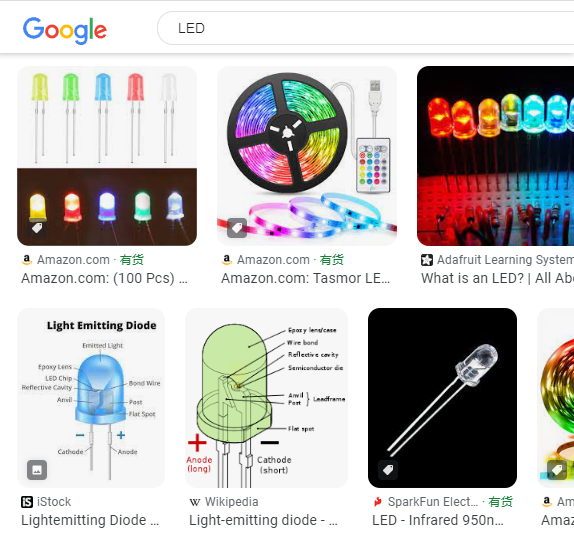 Google
LED
Amazon.com · 有货
Amazon.com: (100 Pcs) ...
Amazon.com · 有货
Amazon.com: Tasmor LE...
Adafruit Learning System
What is an LED? | All Abo
Light Emitting Diode
Emitted Light
Epoxy Lens
LED Chip
Reflective Cavity
Anvil
Bond Wire
Post
Flat Spot
− +
Cathode
Anode
iS iStock
Lightemitting Diode ...
Epoxy lens/case
Wire bond
Reflective cavity
Semiconductor die
Anvil
Post
} Leadframe
Flat spot
+ −
Anode
(long)
Cathode
(short)
W Wikipedia
Light-emitting diode - ...
SparkFun Elect... · 有货
LED - Infrared 950n...
a Am
Amaz